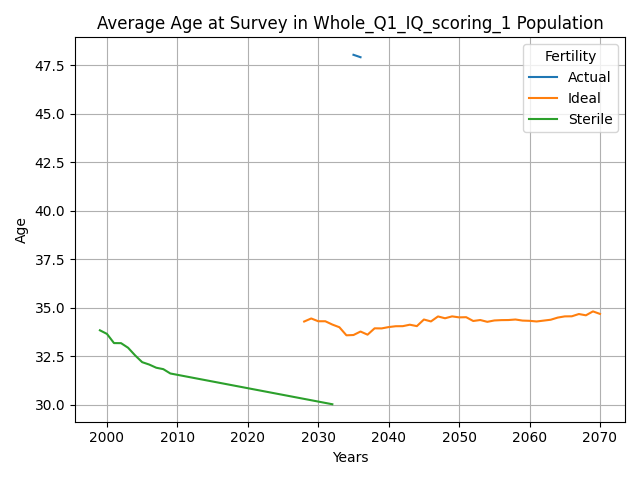 Average Age at Survey in Whole_Q1_IQ_scoring_1 Population
Fertility
Actual
Ideal
Sterile
Age
47.5
45.0
42.5
40.0
37.5
35.0
32.5
30.0
2000 2010 2020 2030 2040 2050 2060 2070
Years